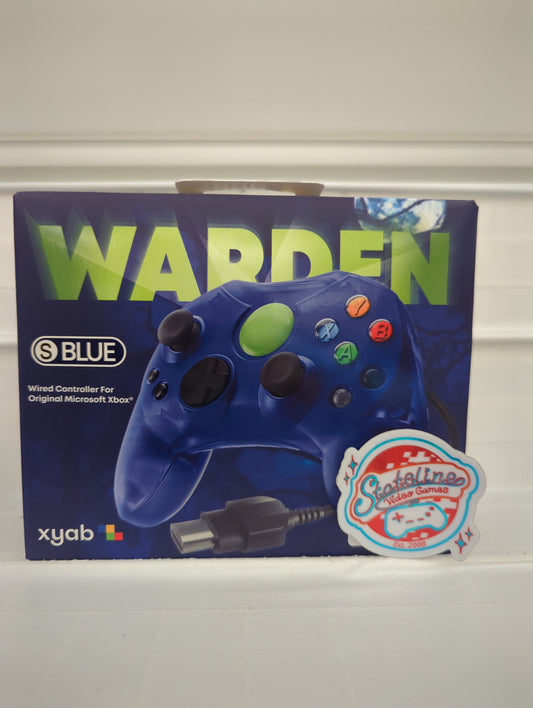 WARDEN
S BLUE
Wired Controller For
Original Microsoft Xbox®
Y
X
B
A
xyab
Stateline
Video Games
Est. 2008